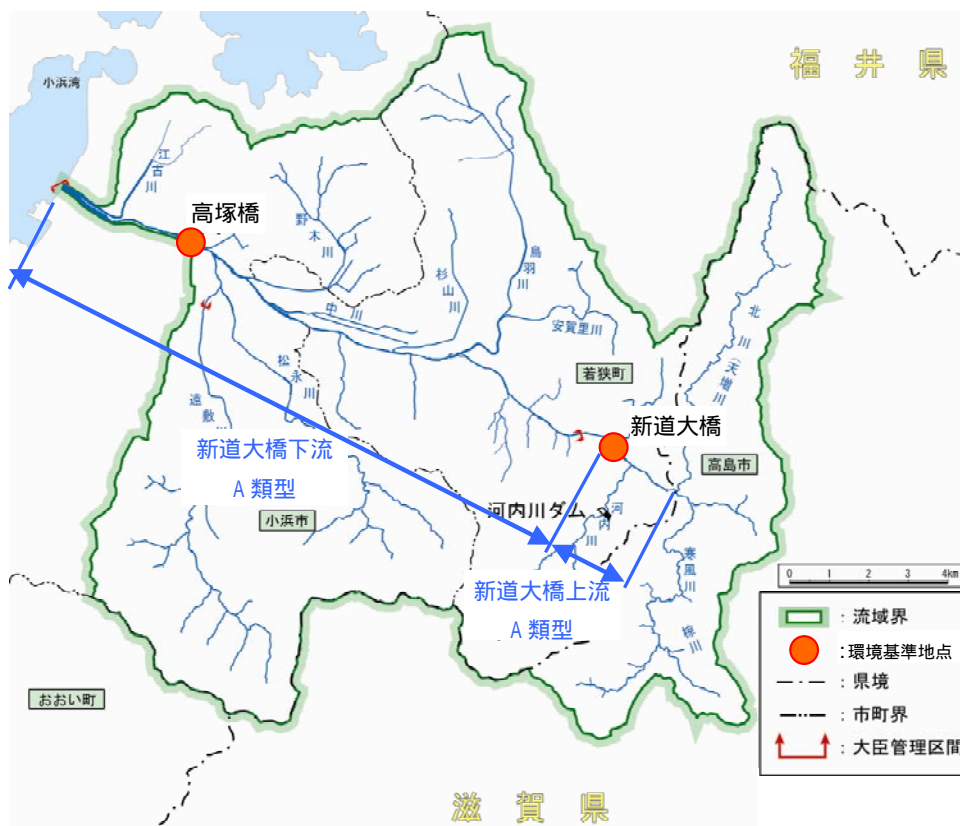 福井県
小浜湾
江古川
高塚橋
野木川
鳥羽川
杉山川
中川
安賀里川
北川(天増川)
松永川
若狭町
遠敷
新道大橋
新道大橋下流
A類型
高島市
小浜市
河内川ダム
河内川
寒風川
新道大橋上流
A類型
椋川
おおい町
滋賀県
0 1 2 3 4km
:流域界
:環境基準地点
:県境
:市町界
:大臣管理区間